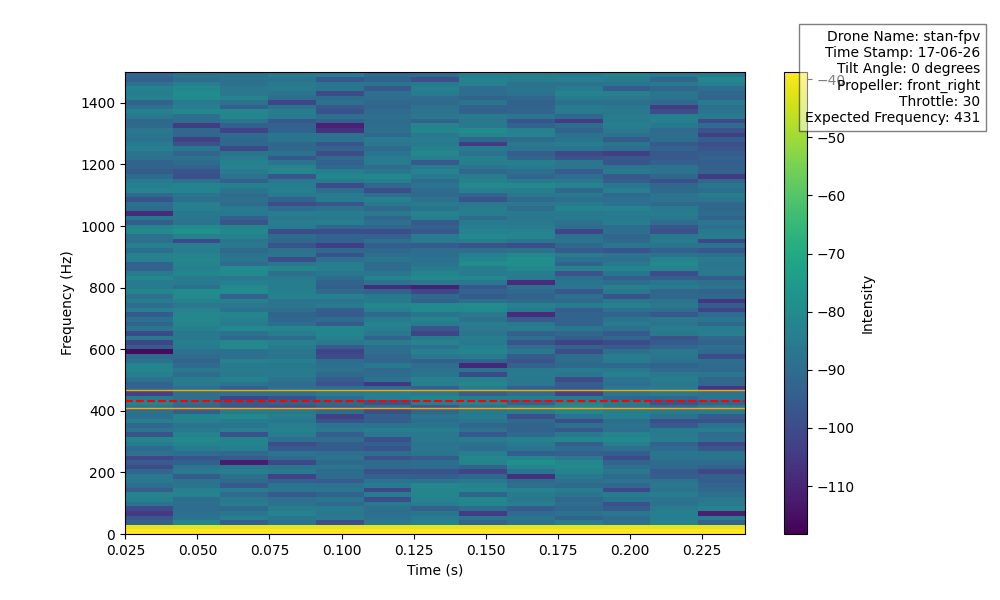 Drone Name: stan-fpv
Time Stamp: 17-06-26
Tilt Angle: 0 degrees
Propeller: front_right
Throttle: 30
Expected Frequency: 431
1400
1200
1000
800
600
400
200
0
Frequency (Hz)
0.025
0.050
0.075
0.100
0.125
0.150
0.175
0.200
0.225
Time (s)
−40
−50
−60
−70
−80
−90
−100
−110
Intensity